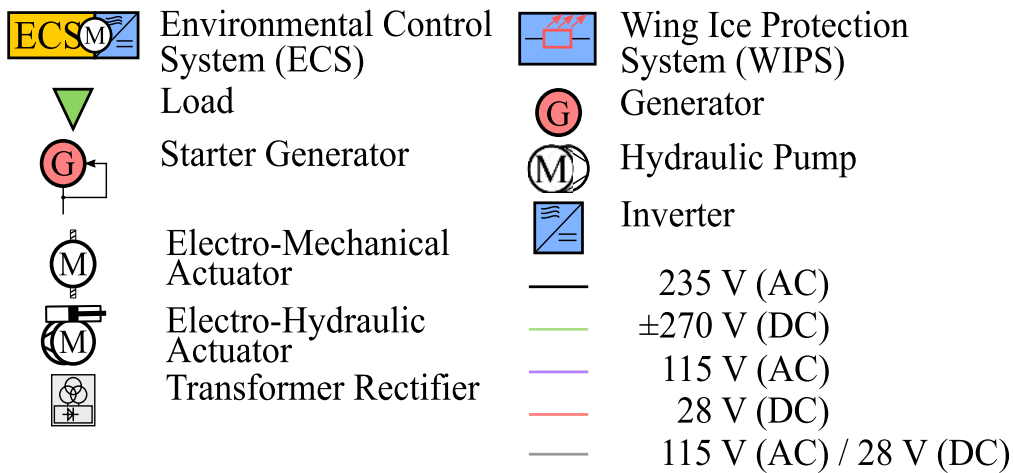 ECS M
Environmental Control
System (ECS)
Load
G
Starter Generator
M
Electro-Mechanical
Actuator
M
Electro-Hydraulic
Actuator
Transformer Rectifier
Wing Ice Protection
System (WIPS)
G
Generator
M
Hydraulic Pump
Inverter
235 V (AC)
±270 V (DC)
115 V (AC)
28 V (DC)
115 V (AC) / 28 V (DC)